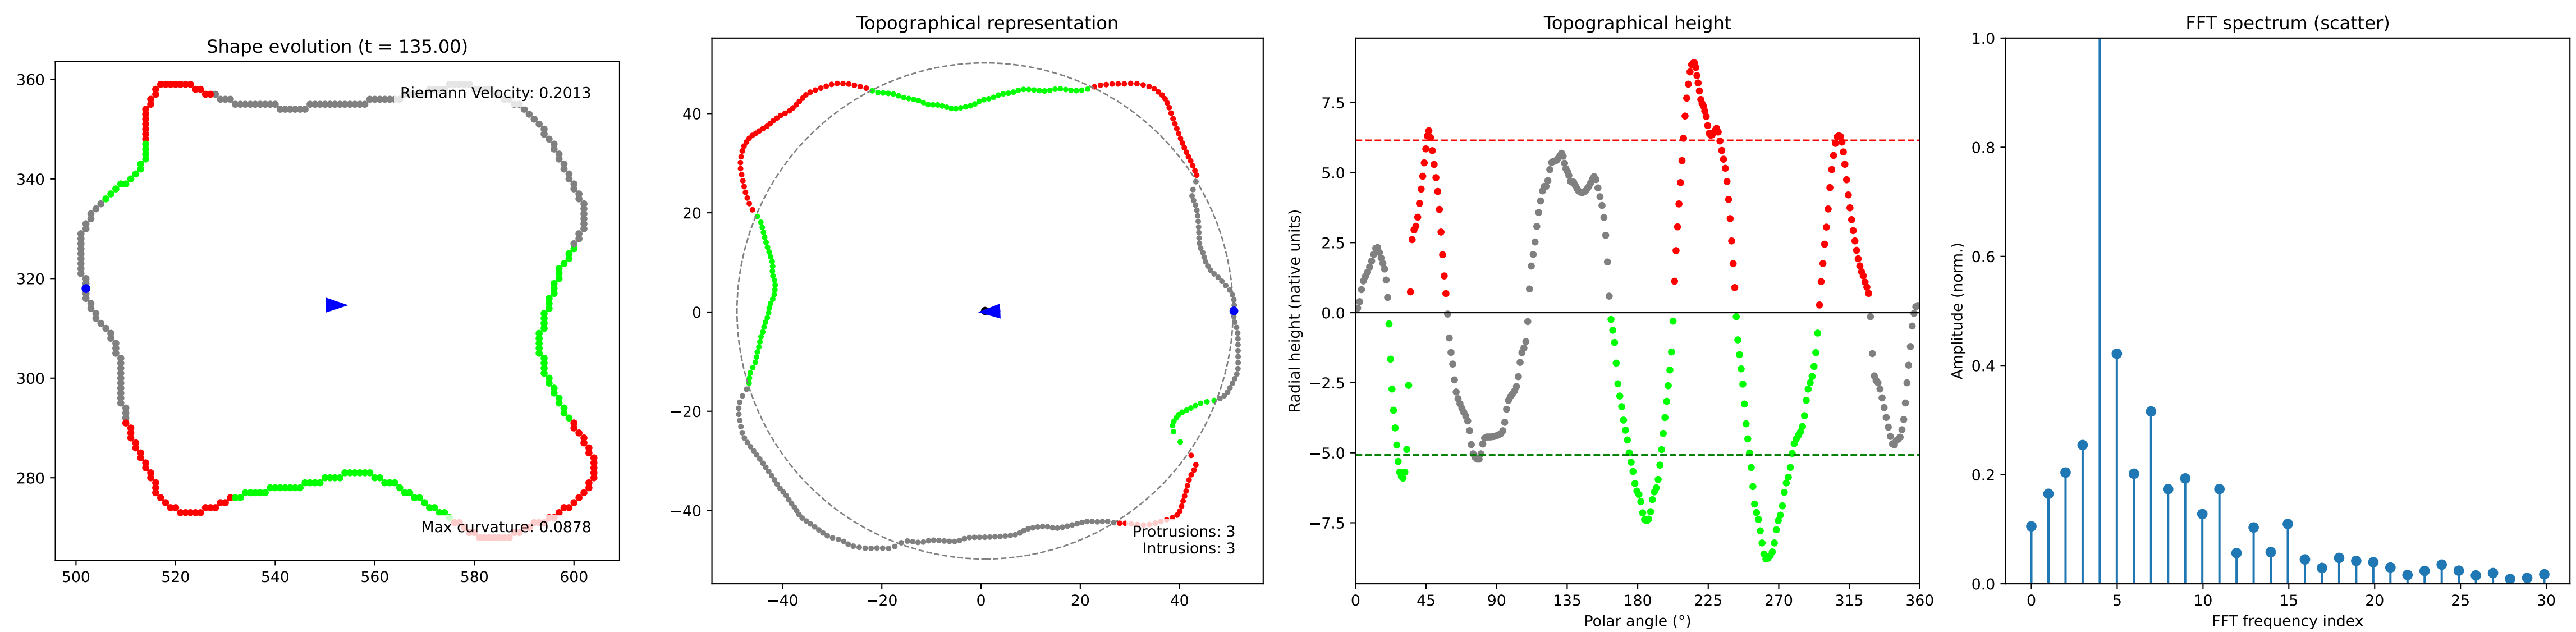 Shape evolution (t = 135.00)
360
340
320
300
280
500 520 540 560 580 600
Riemann Velocity: 0.2013
Max curvature: 0.0878
Topographical representation
40
20
0
−20
−40
−40 −20 0 20 40
Protrusions: 3
Intrusions: 3
Topographical height
Radial height (native units)
7.5
5.0
2.5
0.0
−2.5
−5.0
−7.5
0 45 90 135 180 225 270 315 360
Polar angle (°)
FFT spectrum (scatter)
Amplitude (norm.)
1.0
0.8
0.6
0.4
0.2
0.0
0 5 10 15 20 25 30
FFT frequency index